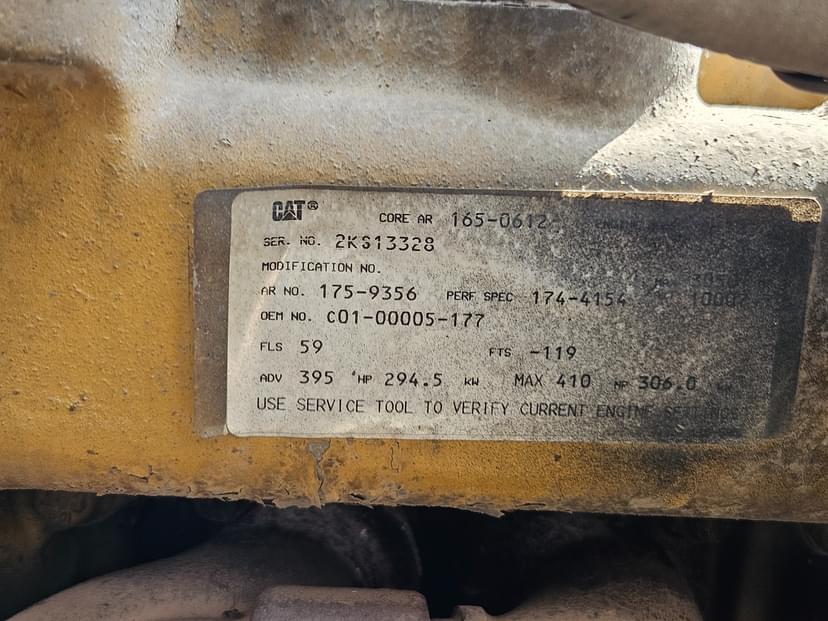 CAT® CORE AR 165-0612
SER. NO. 2KS13328
MODIFICATION NO.
AR NO. 175-9356 PERF SPEC 174-4154
OEM NO. C01-00005-177
FLS 59 FTS -119
ADV 395 HP 294.5 kW MAX 410 HP 306.0
USE SERVICE TOOL TO VERIFY CURRENT ENGINE SETTINGS